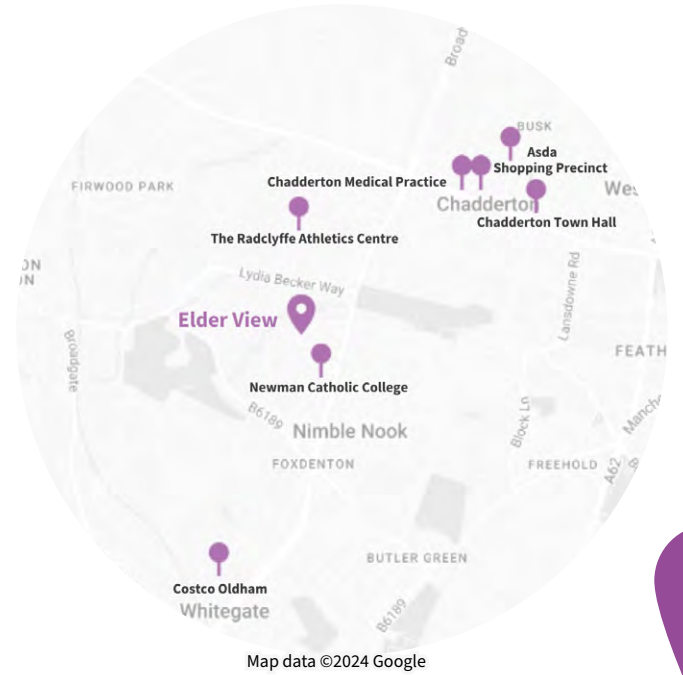 Broad
BUSK
Asda
Shopping Precinct
Chadderton Medical Practice
FIRWOOD PARK
Chadderton
Wes
Chadderton Town Hall
The Radclyffe Athletics Centre
ON
N
Lydia Becker Way
Lansdowne Rd
Elder View
Broadgate
FEATH
Newman Catholic College
B6189
Block Ln
Manche
Nimble Nook
FOXDENTON
FREEHOLD
A62
BUTLER GREEN
Costco Oldham
Whitegate
B6189
Map data ©2024 Google